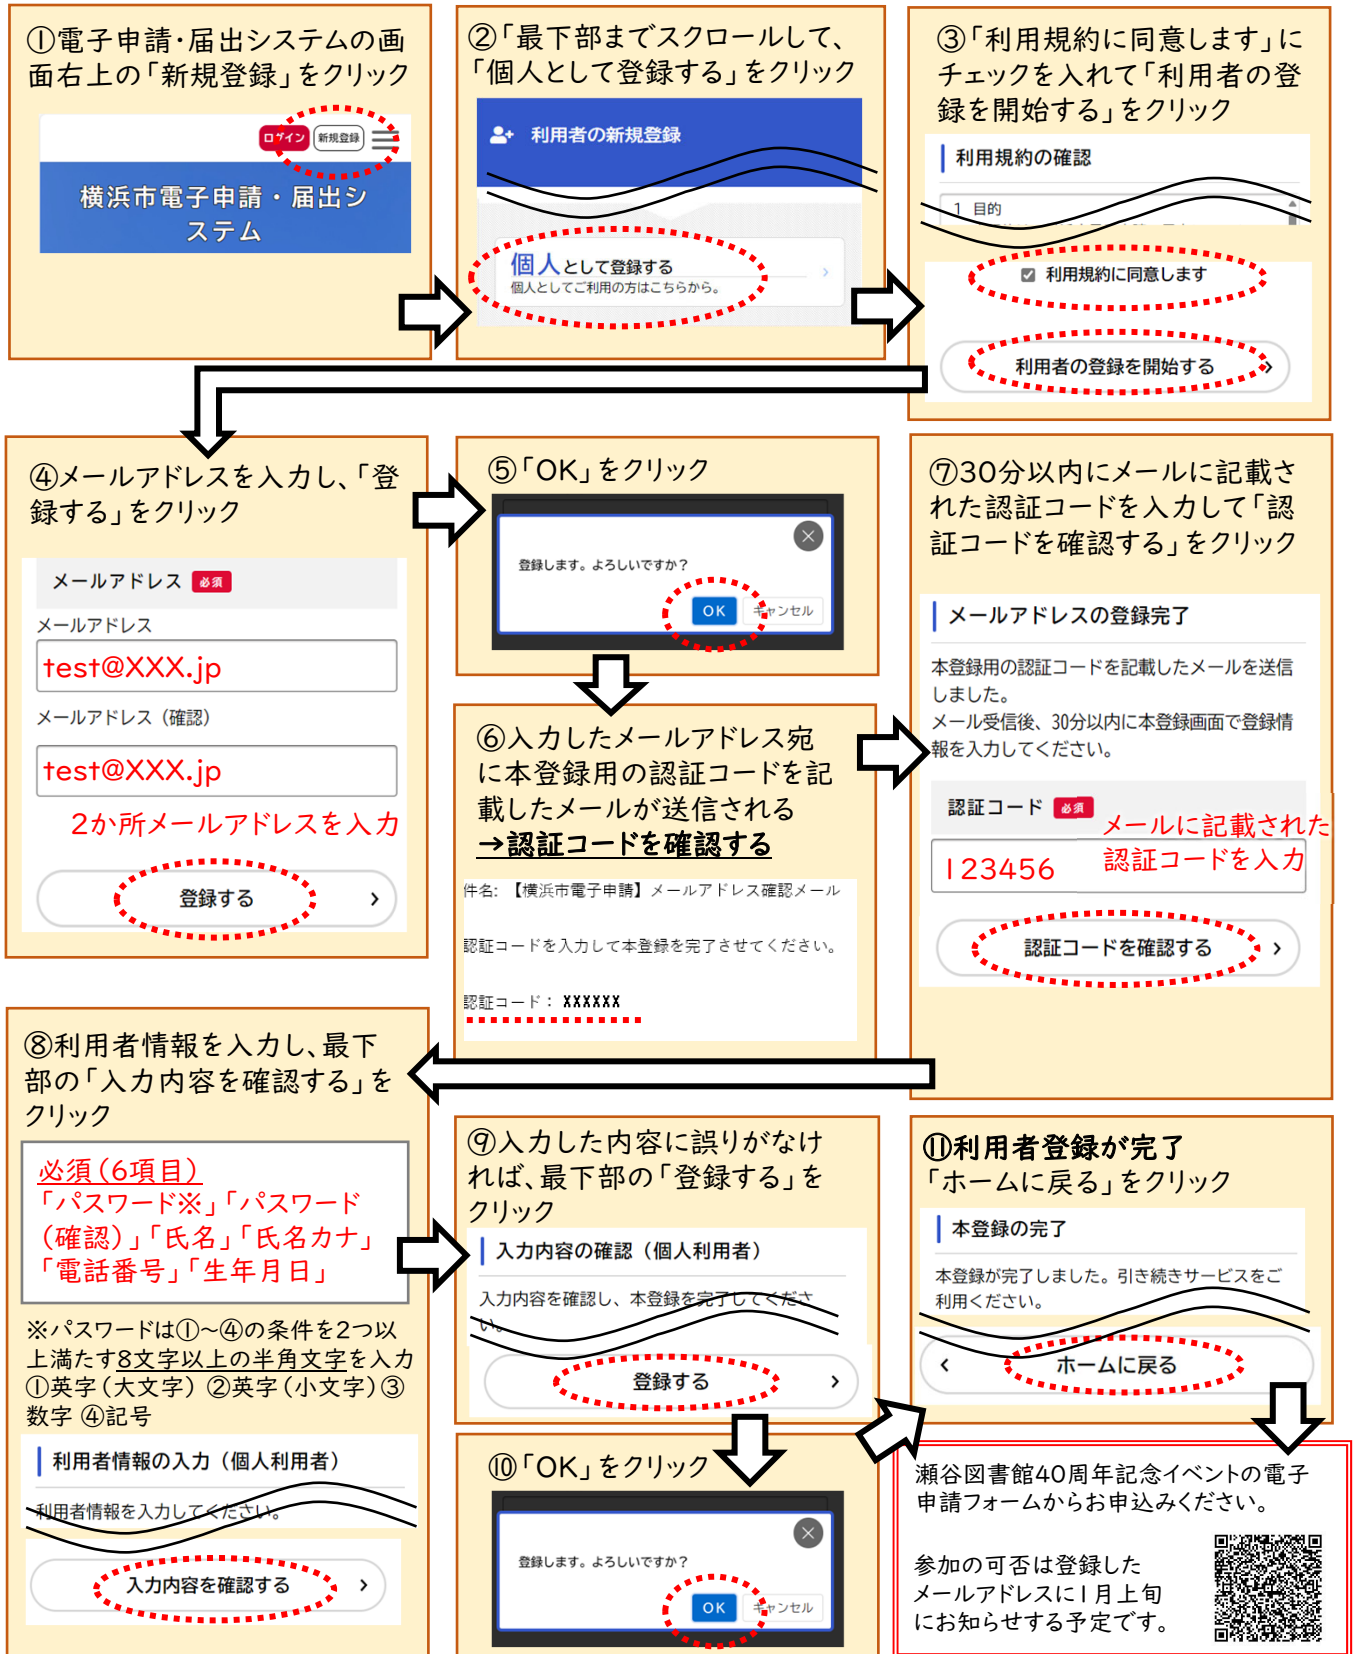 ①電子申請・届出システムの画
面右上の「新規登録」をクリック
ログイン 新規登録
横浜市電子申請・届出シ
ステム
②「最下部までスクロールして、
「個人として登録する」をクリック
利用者の新規登録
個人として登録する
個人としてご利用の方はこちらから。
③「利用規約に同意します」に
チェックを入れて「利用者の登
録を開始する」をクリック
利用規約の確認
1 目的
利用規約に同意します
利用者の登録を開始する
④メールアドレスを入力し、「登
録する」をクリック
メールアドレス 必須
メールアドレス
test@XXX.jp
メールアドレス（確認）
test@XXX.jp
2か所メールアドレスを入力
登録する
⑤「OK」をクリック
登録します。よろしいですか？
OK キャンセル
⑥入力したメールアドレス宛
に本登録用の認証コードを記
載したメールが送信される
→認証コードを確認する
件名: 【横浜市電子申請】メールアドレス確認メール
認証コードを入力して本登録を完了させてください。
認証コード： XXXXXX
⑦30分以内にメールに記載さ
れた認証コードを入力して「認
証コードを確認する」をクリック
メールアドレスの登録完了
本登録用の認証コードを記載したメールを送信
しました。
メール受信後、30分以内に本登録画面で登録情
報を入力してください。
認証コード 必須
メールに記載された
認証コードを入力
123456
認証コードを確認する
⑧利用者情報を入力し、最下
部の「入力内容を確認する」を
クリック
必須（6項目）
「パスワード※」「パスワード
（確認）」「氏名」「氏名カナ」
「電話番号」「生年月日」
※パスワードは①～④の条件を2つ以
上満たす8文字以上の半角文字を入力
①英字（大文字） ②英字（小文字）③
数字 ④記号
利用者情報の入力（個人利用者）
利用者情報を入力してください。
入力内容を確認する
⑨入力した内容に誤りがなけ
れば、最下部の「登録する」を
クリック
入力内容の確認（個人利用者）
入力内容を確認し、本登録を完了してくださ
い。
登録する
⑩「OK」をクリック
登録します。よろしいですか？
OK キャンセル
⑪利用者登録が完了
「ホームに戻る」をクリック
本登録の完了
本登録が完了しました。引き続きサービスをご
利用ください。
ホームに戻る
瀬谷図書館40周年記念イベントの電子
申請フォームからお申込みください。
参加の可否は登録した
メールアドレスに1月上旬
にお知らせする予定です。